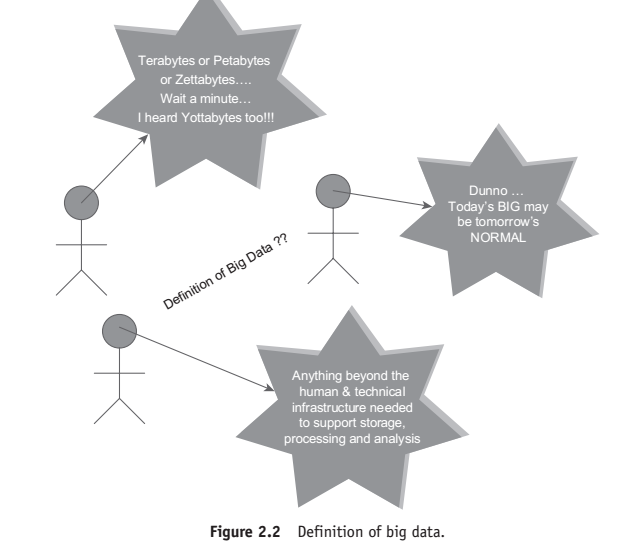 Terabytes or Petabytes
or Zettabytes....
Wait a minute...
I heard Yottabytes too!!!
Dunno ...
Today's BIG may
be tomorrow's
NORMAL
Definition of Big Data ??
Anything beyond the
human & technical
infrastructure needed
to support storage,
processing and analysis
Figure 2.2 Definition of big data.